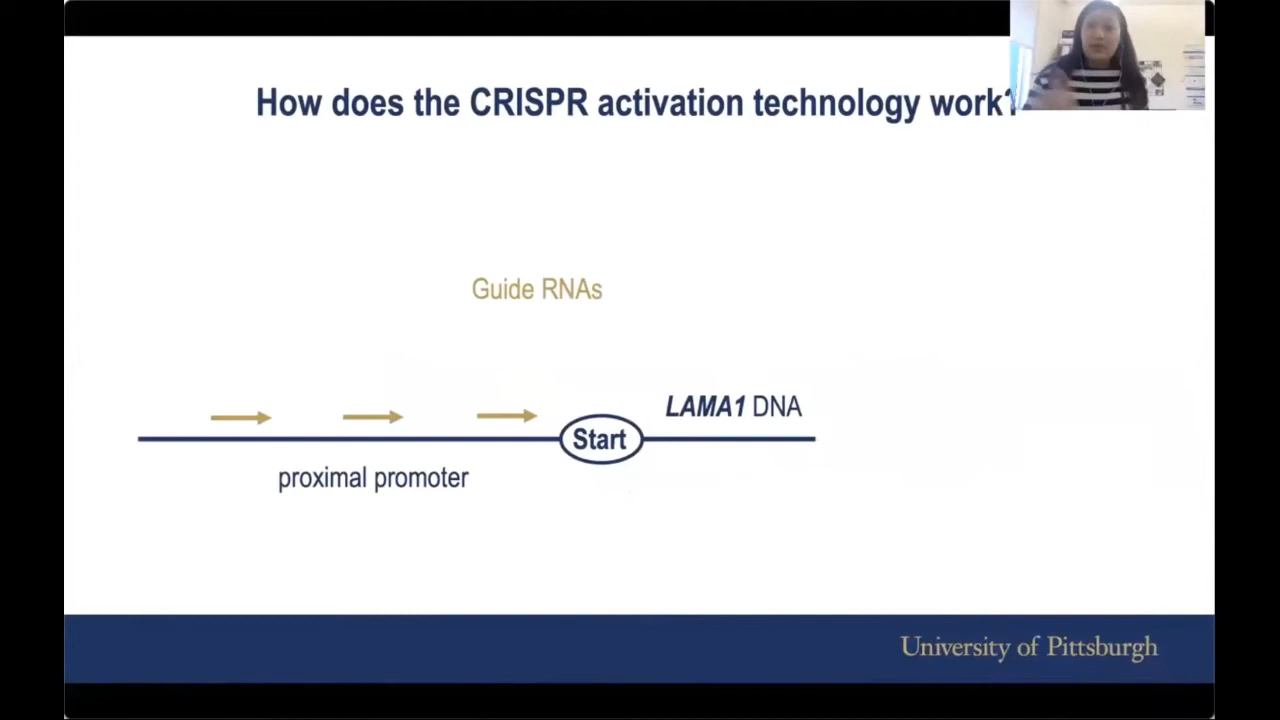 How does the CRISPR activation technology work?
Guide RNAs
LAMA1 DNA
Start
proximal promoter
University of Pittsburgh